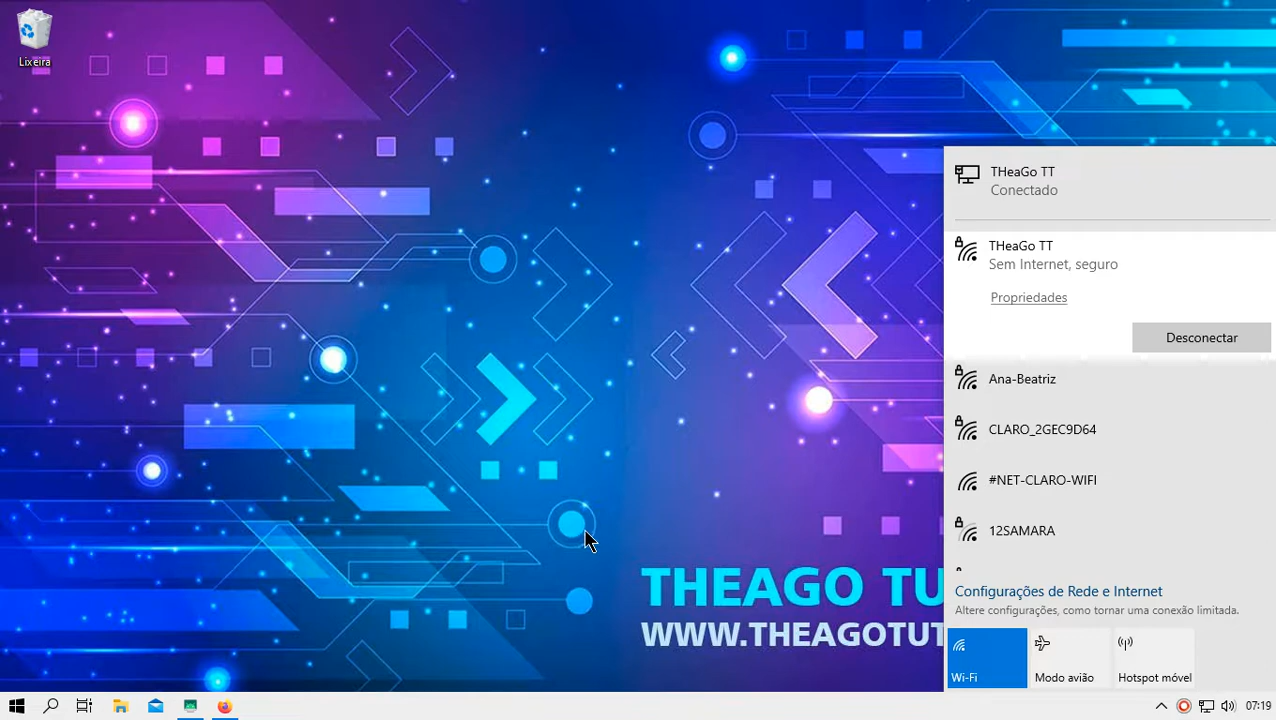 Lixeira
THeaGo TT
Conectado
THeaGo TT
Sem Internet, seguro
Propriedades
Desconectar
Ana-Beatriz
CLARO_2GEC9D64
#NET-CLARO-WIFI
12SAMARA
THEAGO TU
WWW.THEAGOTUT
Configurações de Rede e Internet
Altere configurações, como tornar uma conexão limitada.
Wi-Fi
Modo avião
Hotspot móvel
07:19